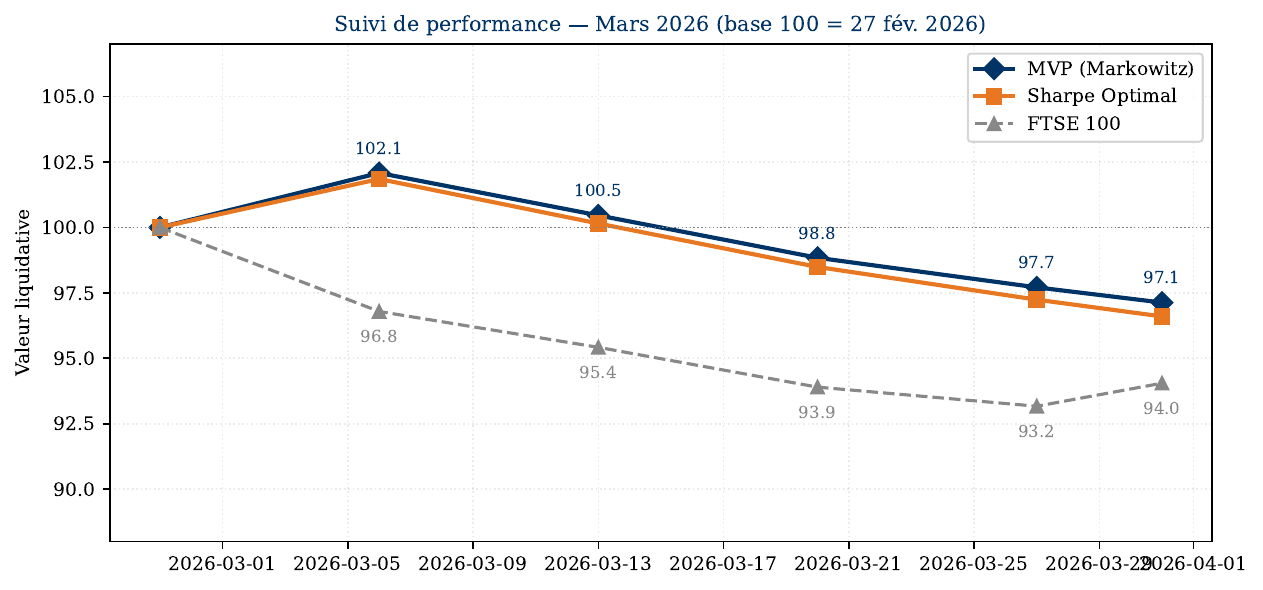 Suivi de performance — Mars 2026 (base 100 = 27 fév. 2026)
MVP (Markowitz)
Sharpe Optimal
FTSE 100
Valeur liquidative
105.0
102.5
100.0
97.5
95.0
92.5
90.0
102.1
100.5
98.8
97.7
97.1
96.8
95.4
93.9
93.2
94.0
2026-03-01 2026-03-05 2026-03-09 2026-03-13 2026-03-17 2026-03-21 2026-03-25 2026-03-29 2026-04-01